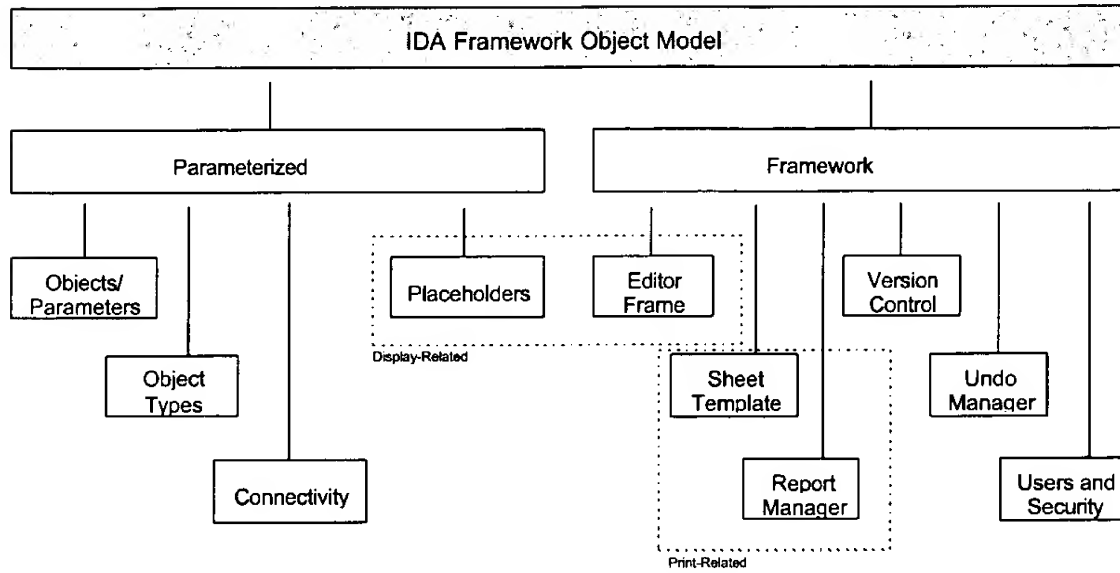 IDA Framework Object Model
Parameterized
Framework
Objects/
Parameters
Placeholders
Editor
Frame
Version
Control
Display-Related
Object
Types
Sheet
Template
Undo
Manager
Connectivity
Report
Manager
Users and
Security
Print-Related